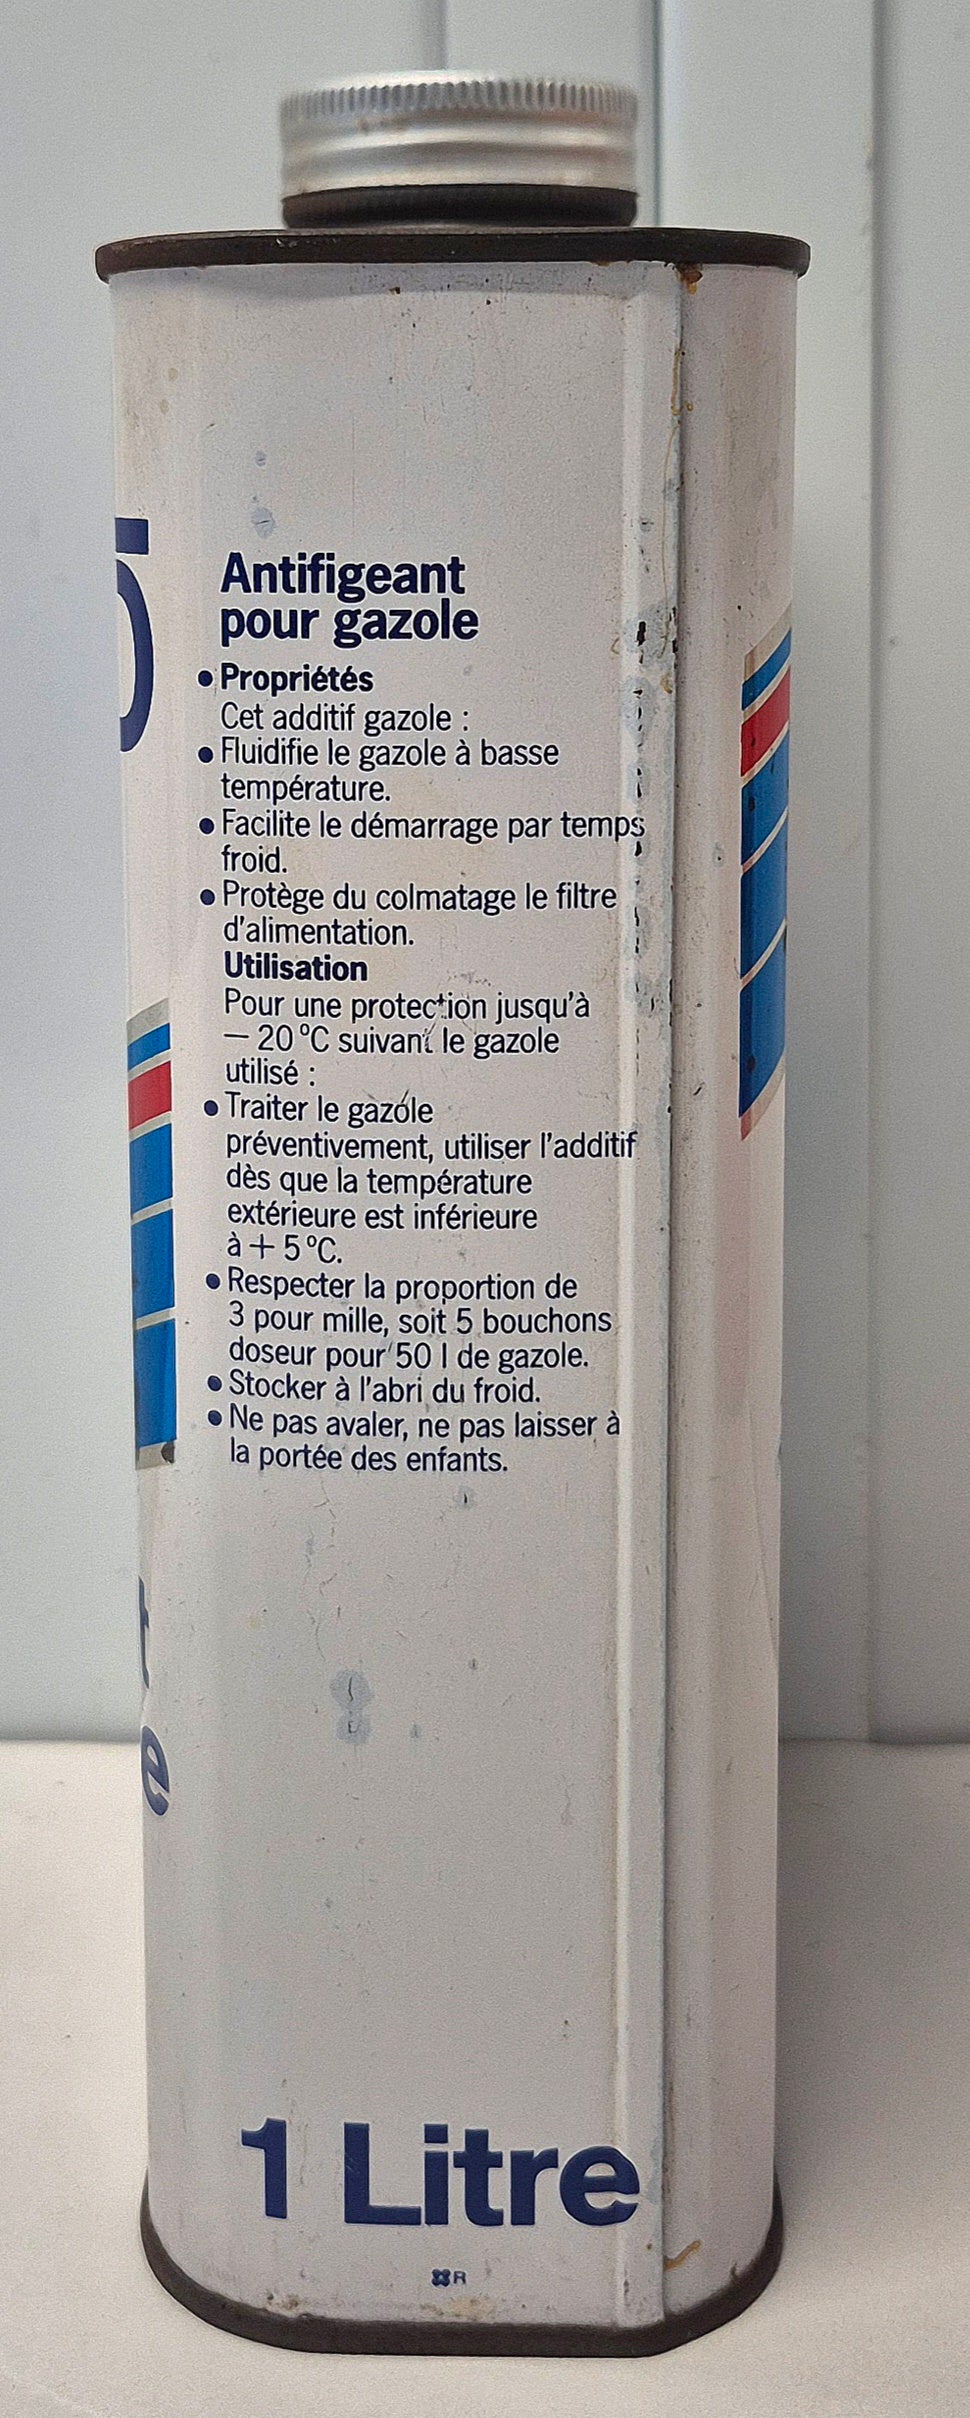 Antifigeant
pour gazole
• Propriétés
Cet additif gazole :
• Fluidifie le gazole à basse
température.
• Facilite le démarrage par temps
froid.
• Protège du colmatage le filtre
d'alimentation.
Utilisation
Pour une protection jusqu'à
— 20 °C suivant le gazole
utilisé :
• Traiter le gazole
préventivement, utiliser l'additif
dès que la température
extérieure est inférieure
à + 5 °C.
• Respecter la proportion de
3 pour mille, soit 5 bouchons
doseur pour 50 l de gazole.
• Stocker à l'abri du froid.
• Ne pas avaler, ne pas laisser à
la portée des enfants.
t
e
1 Litre
R